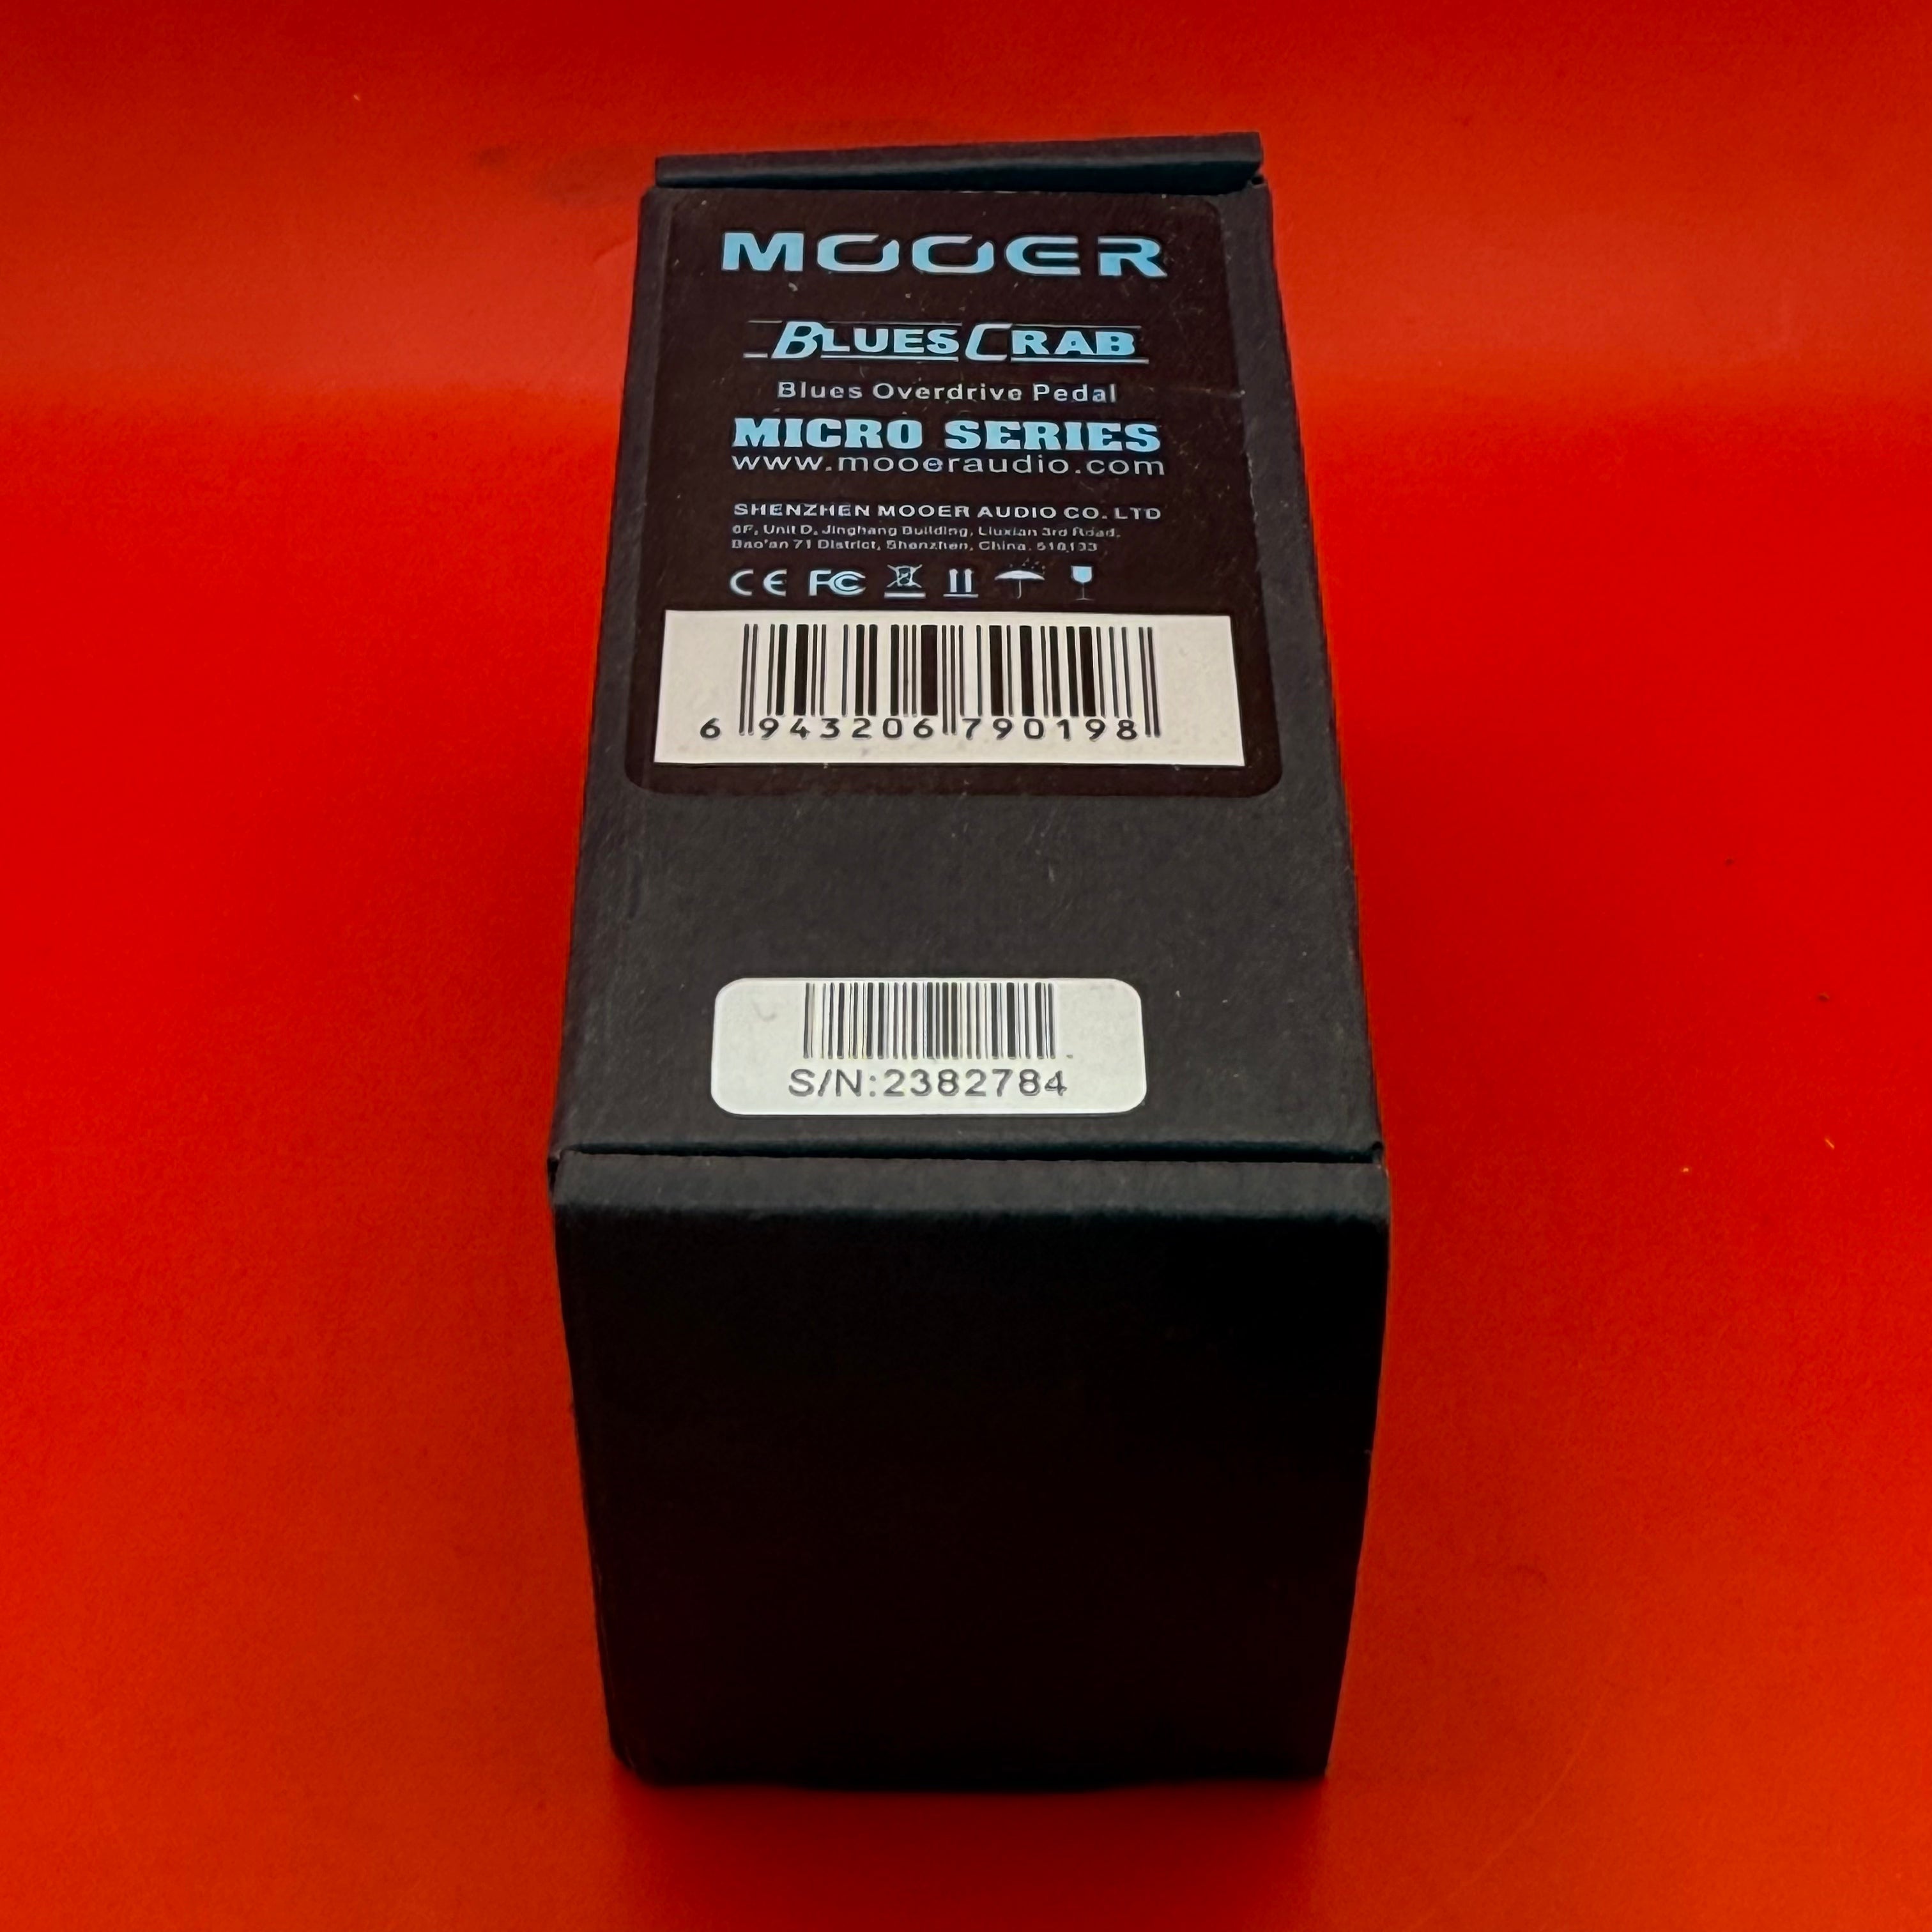 MOOER
BLUES CRAB
Blues Overdrive Pedal
MICRO SERIES
www.mooeraudio.com
SHENZHEN MOOER AUDIO CO. LTD
6F, Unit D, Jinghang Building, Liuxian 3rd Road,
Bao'an 71 District, Shenzhen, China. 518133
CE FC
6 943206 790198
S/N:2382784